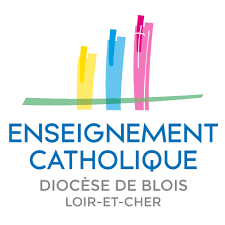 ENSEIGNEMENT
CATHOLIQUE
DIOCÈSE DE BLOIS
LOIR-ET-CHER